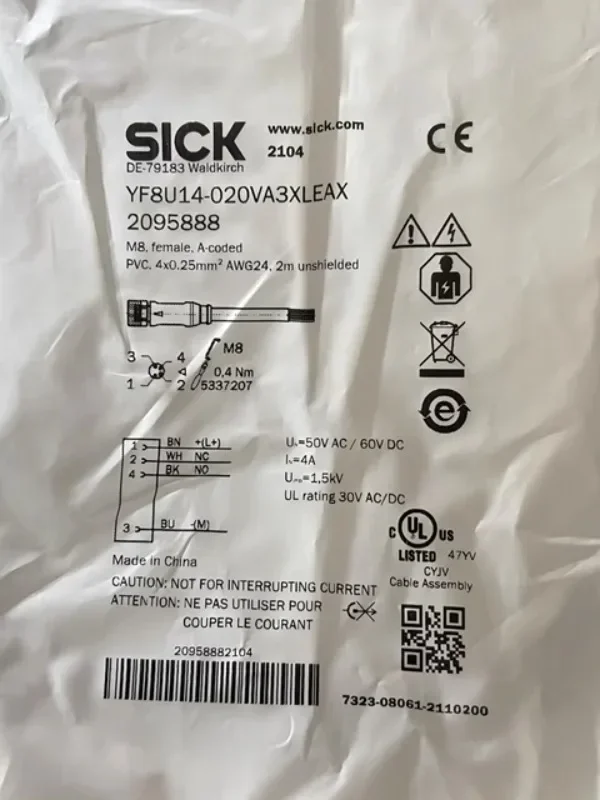 SICK
www.sick.com
2104
DE-79183 Waldkirch
CE
YF8U14-020VA3XLEAX
2095888
M8, female, A-coded
PVC, 4x0.25mm² AWG24, 2m unshielded
3 4
1 2
M8
0,4 Nm
5337207
e
1 BN +(L+)
2 WH NC
4 BK NO
3 BU -(M)
Uₙ=50V AC / 60V DC
Iₙ=4A
=1,5kV
UL rating 30V AC/DC
C UL US
LISTED 47YV
CYJV
Cable Assembly
Made in China
CAUTION: NOT FOR INTERRUPTING CURRENT
ATTENTION: NE PAS UTILISER POUR
COUPER LE COURANT
20958882104
7323-08061-2110200